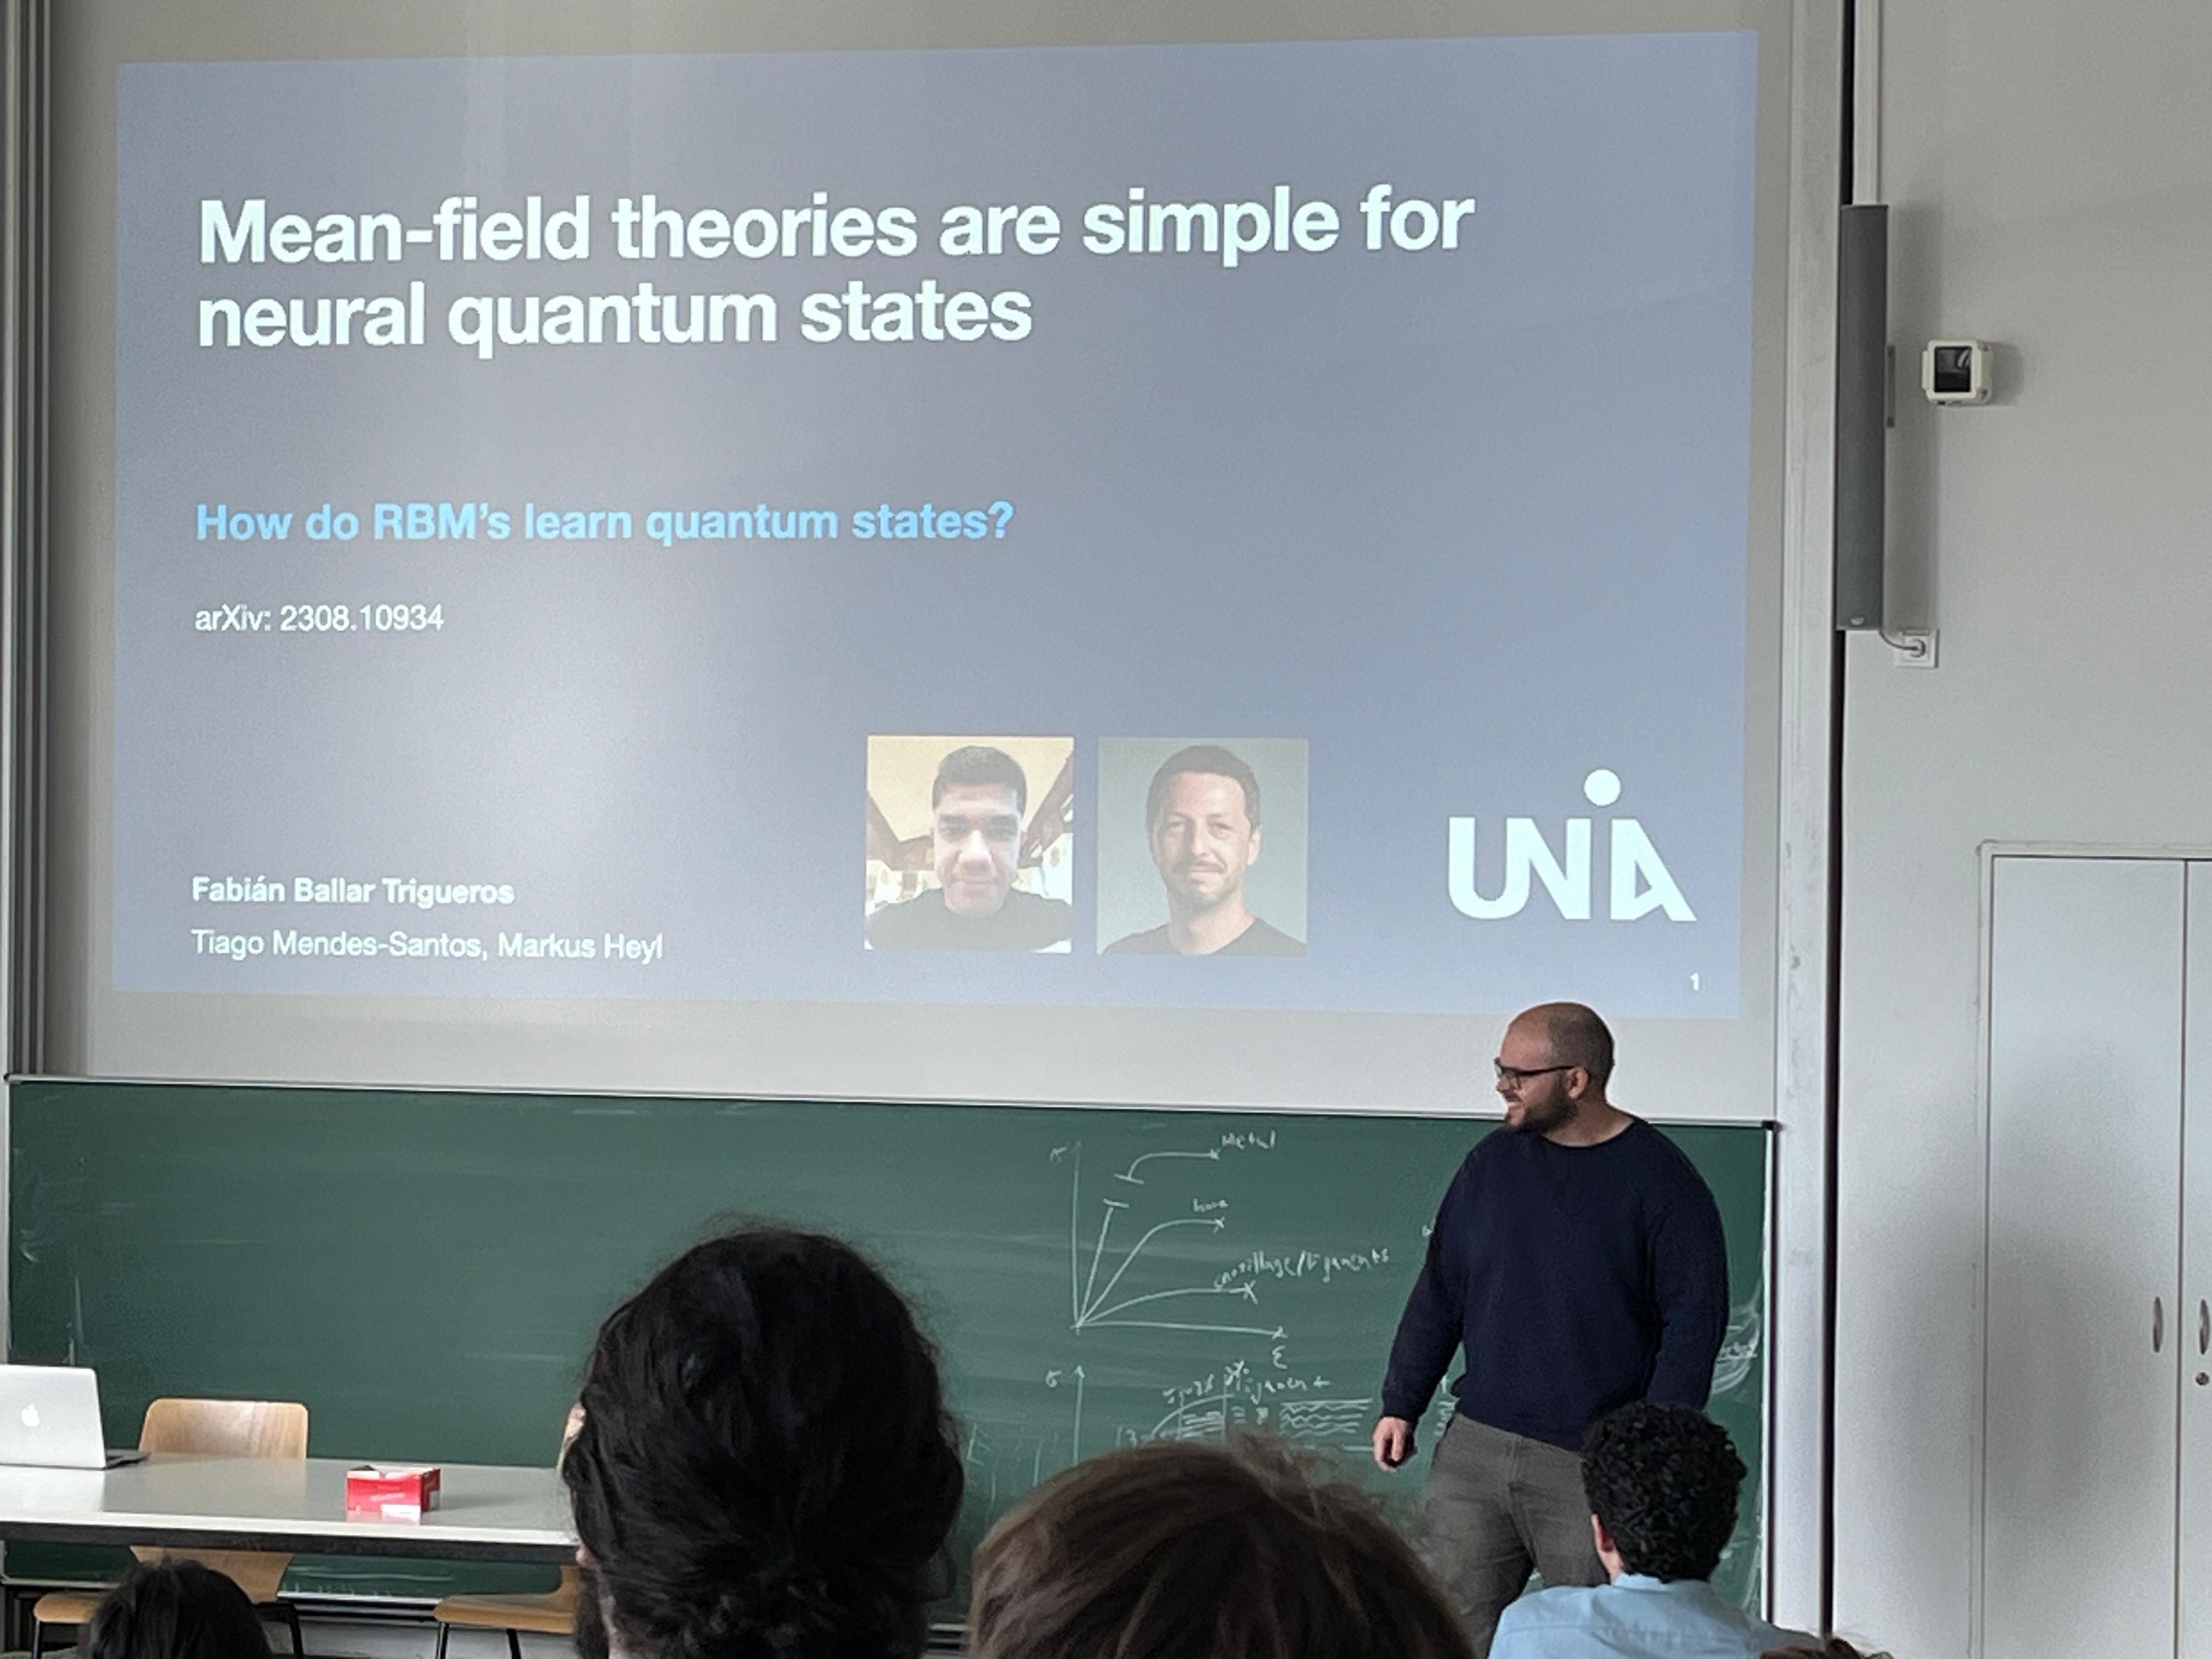 Mean-field theories are simple for
neural quantum states
How do RBM's learn quantum states?
arXiv: 2308.10934
Fabián Ballar Trigueros
Tiago Mendes-Santos, Markus Heyl
UNIA
1
σ
metal
bone
cartillage/ligaments
ε
σ